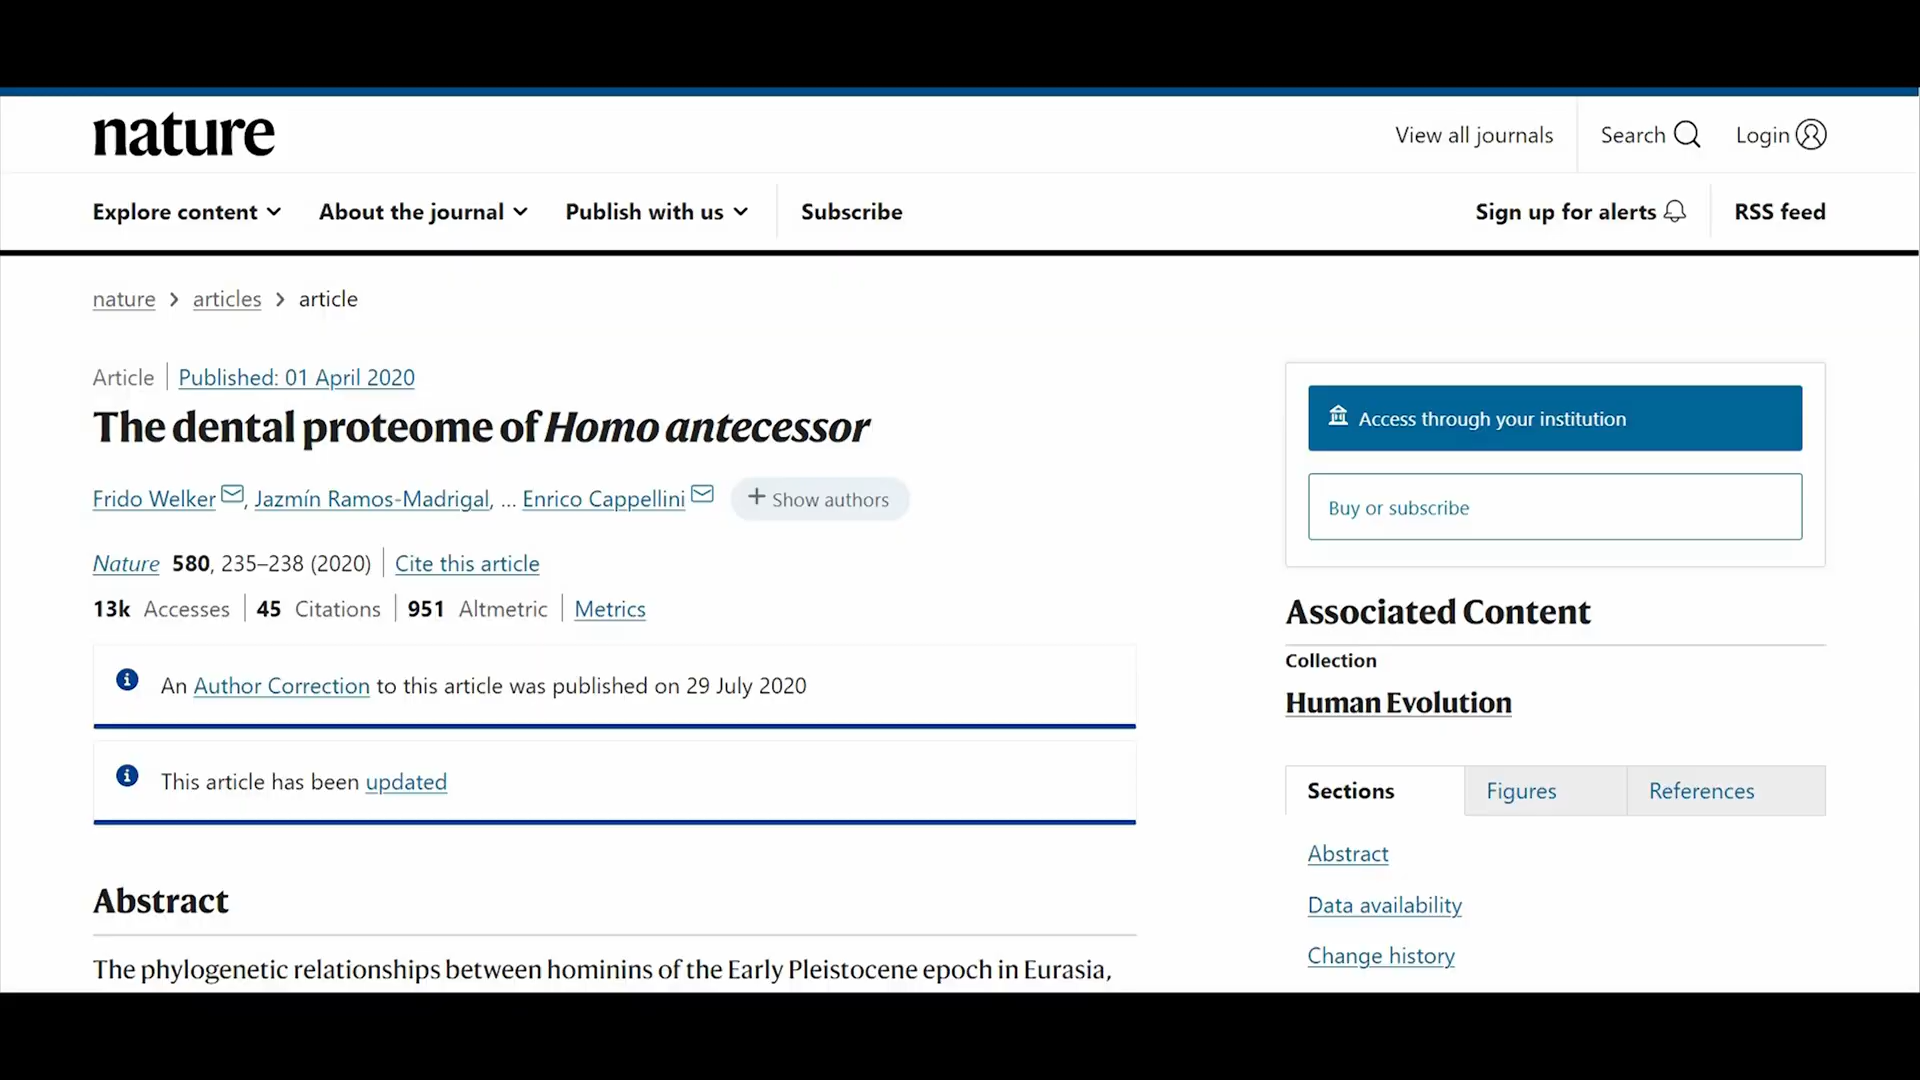 nature
View all journals
Search
Login
Explore content
About the journal
Publish with us
Subscribe
Sign up for alerts
RSS feed
nature > articles > article
Article | Published: 01 April 2020
The dental proteome of Homo antecessor
Frido Welker, Jazmín Ramos-Madrigal, ... Enrico Cappellini + Show authors
Nature 580, 235–238 (2020) | Cite this article
13k Accesses | 45 Citations | 951 Altmetric | Metrics
An Author Correction to this article was published on 29 July 2020
This article has been updated
Abstract
The phylogenetic relationships between hominins of the Early Pleistocene epoch in Eurasia,
Access through your institution
Buy or subscribe
Associated Content
Collection
Human Evolution
Sections
Figures
References
Abstract
Data availability
Change history